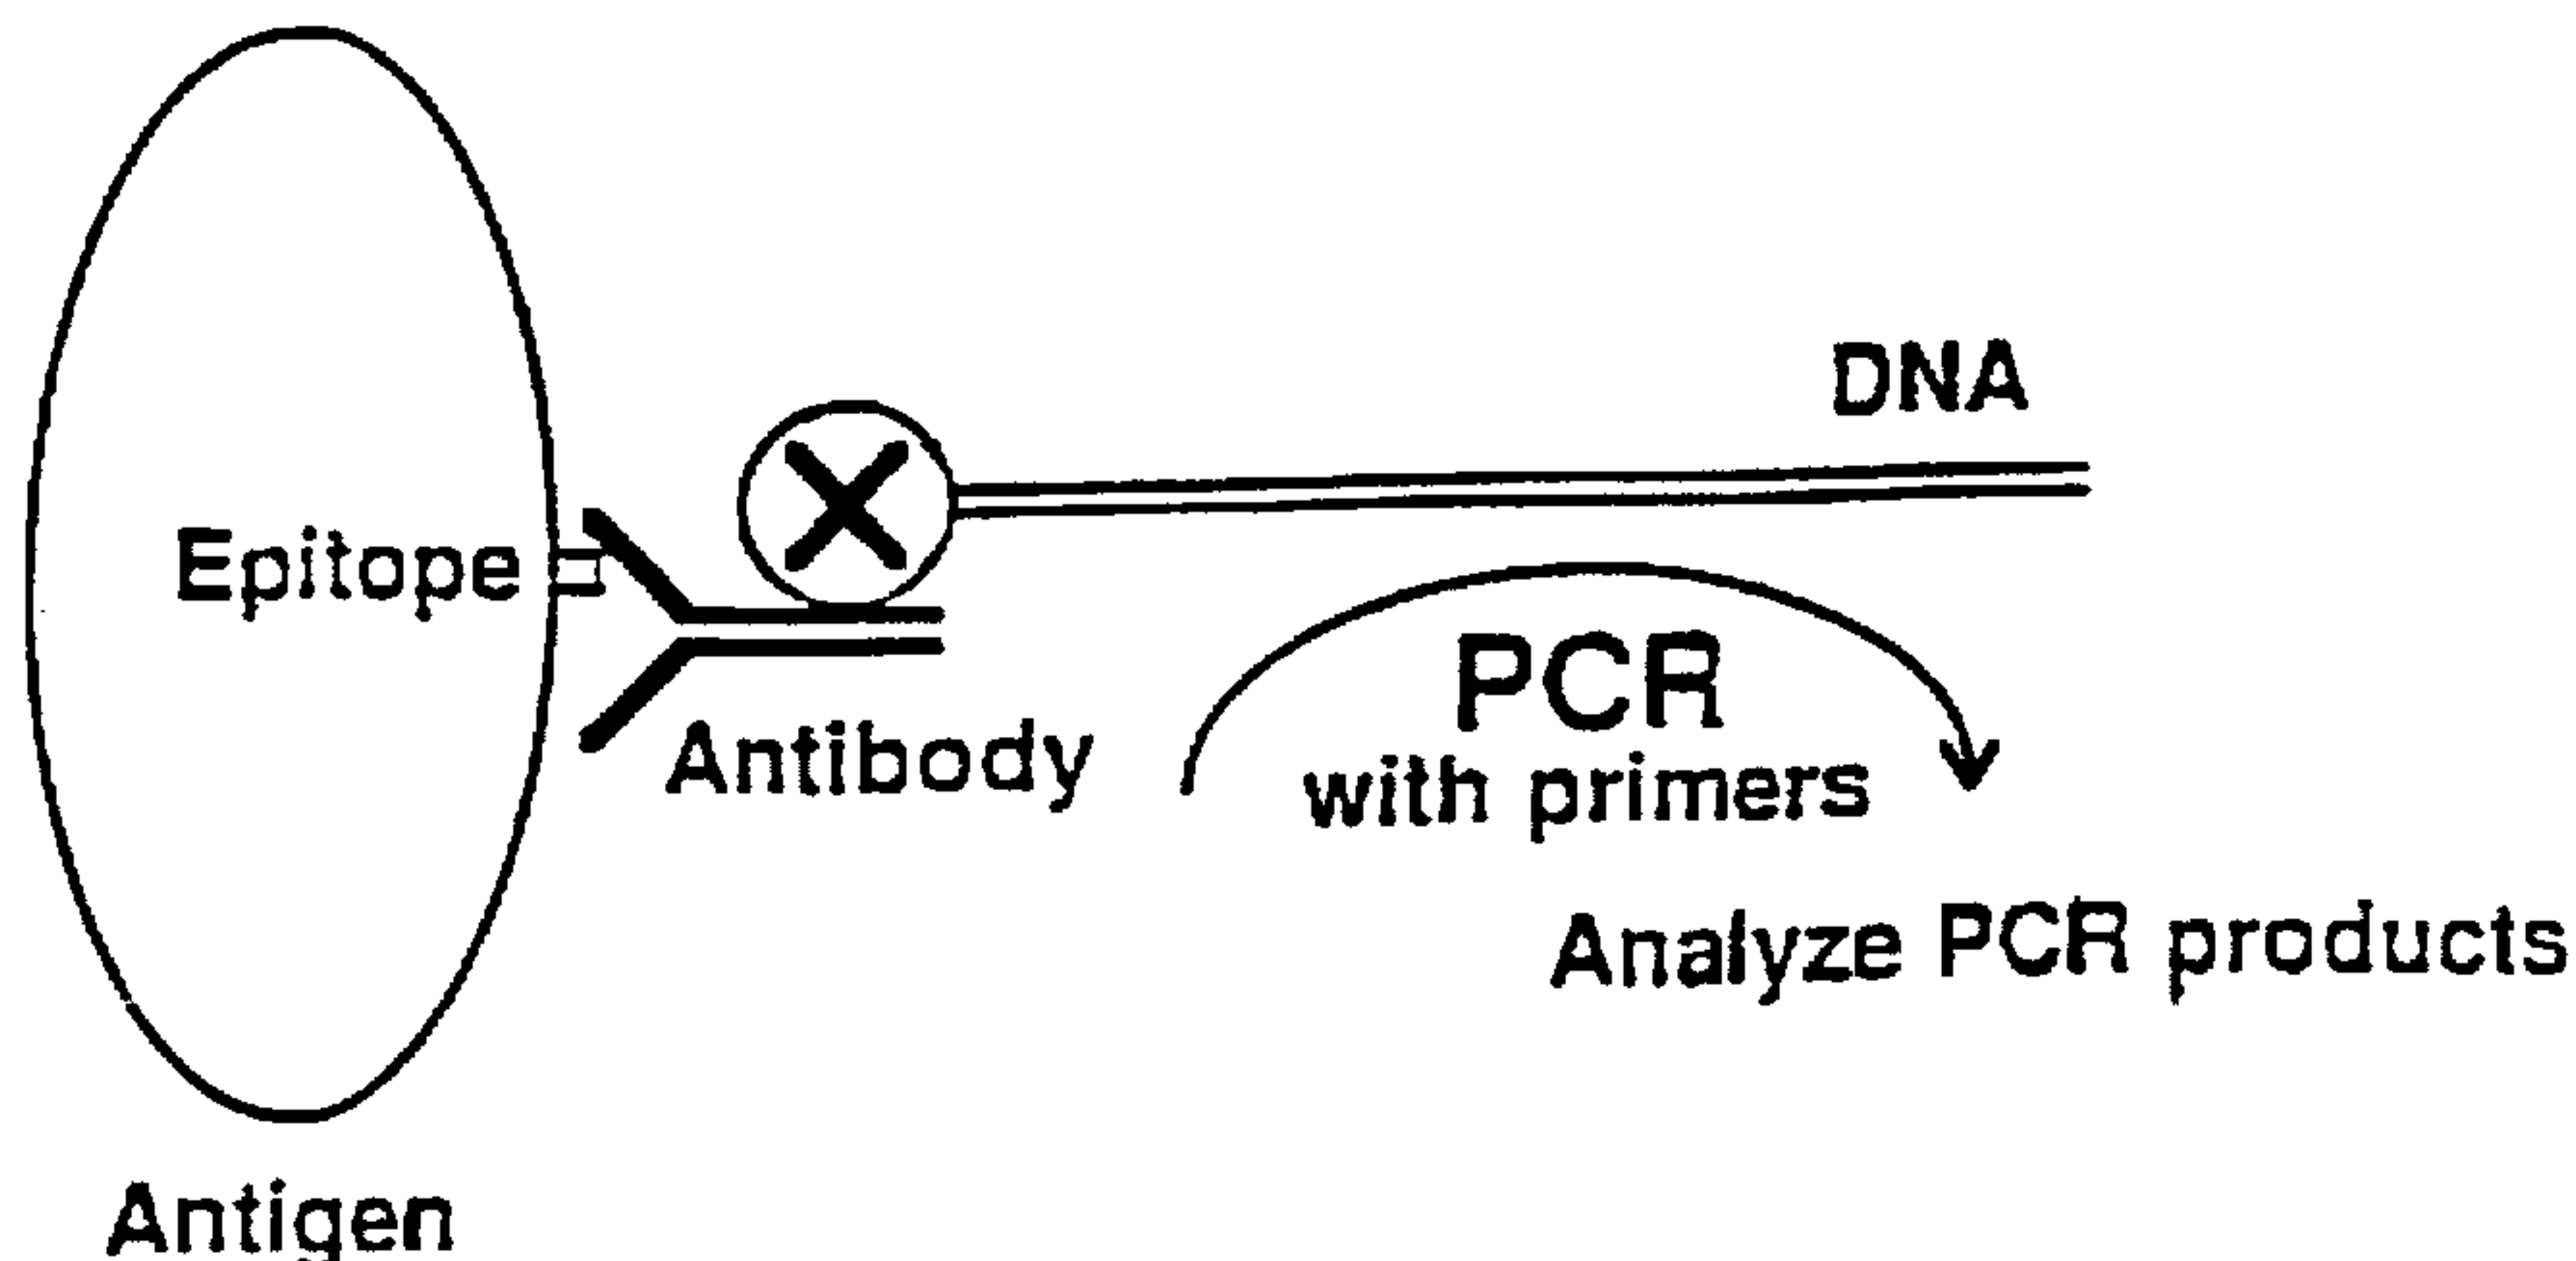 DNA
Epitope
PCR
Antibody
with primers
Analyze PCR products
Antigen